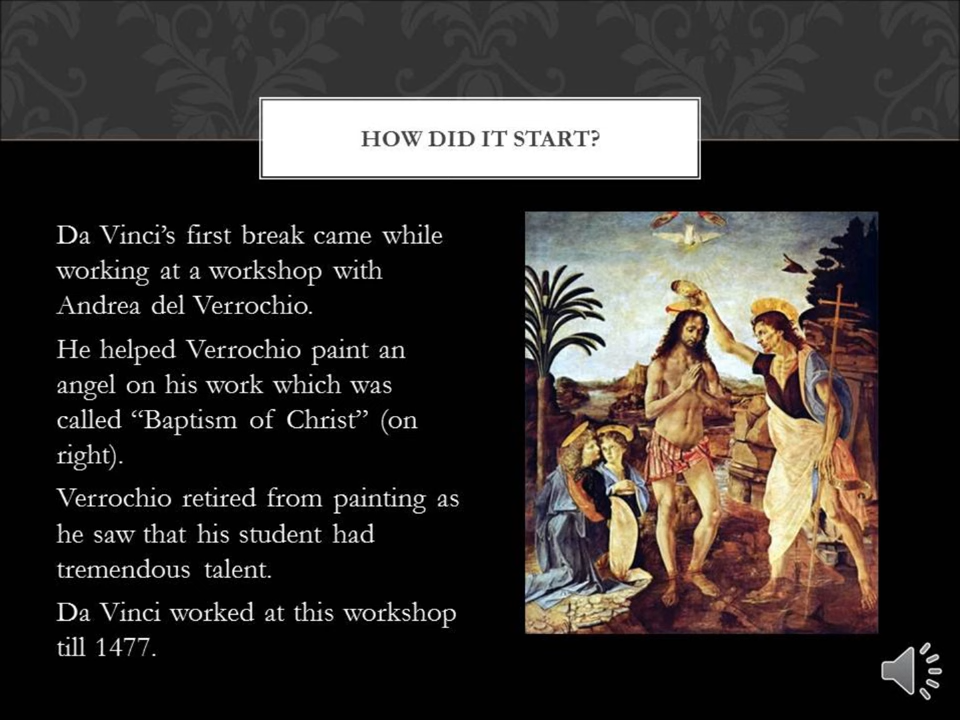 HOW DID IT START?
Da Vinci’s first break came while
working at a workshop with
Andrea del Verrochio.
He helped Verrochio paint an
angel on his work which was
called “Baptism of Christ” (on
right).
Verrochio retired from painting as
he saw that his student had
tremendous talent.
Da Vinci worked at this workshop
till 1477.